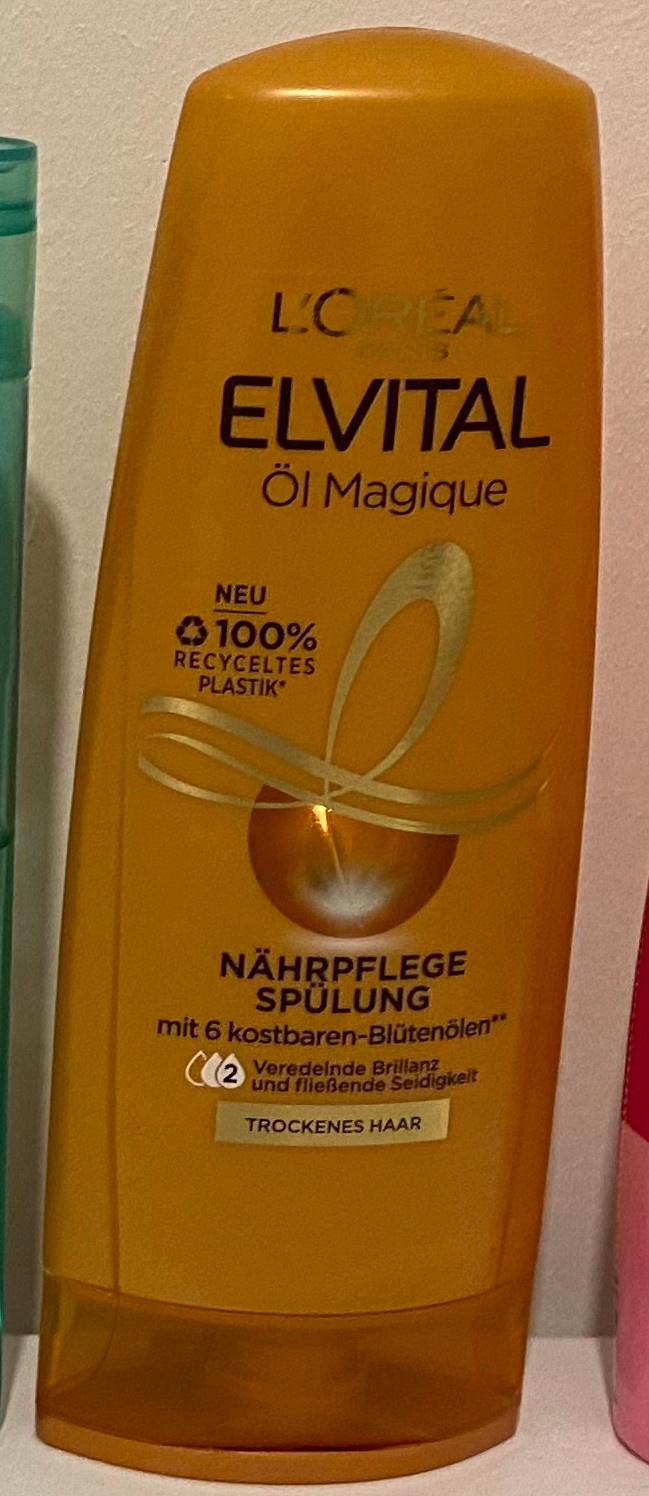 L'ORÉAL
PARIS
ELVITAL
Öl Magique
NEU
100%
RECYCELTES
PLASTIK*
NÄHRPFLEGE
SPÜLUNG
mit 6 kostbaren-Blütenölen**
2 Veredelnde Brillanz
und fließende Seidigkeit
TROCKENES HAAR